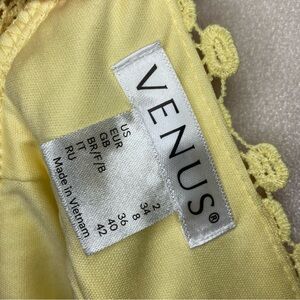 VENUS®
US 2
EUR 34
GB 8
BR/F/B 36
IT 40
RU 42
Made in Vietnam